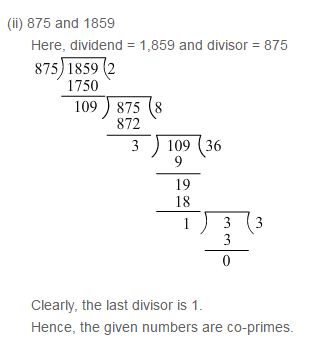 (ii) 875 and 1859
Here, dividend = 1,859 and divisor = 875
875)1859(2
1750
109)875(8
872
3)109(36
9
19
18
1)3(3
3
0
Clearly, the last divisor is 1.
Hence, the given numbers are co-primes.